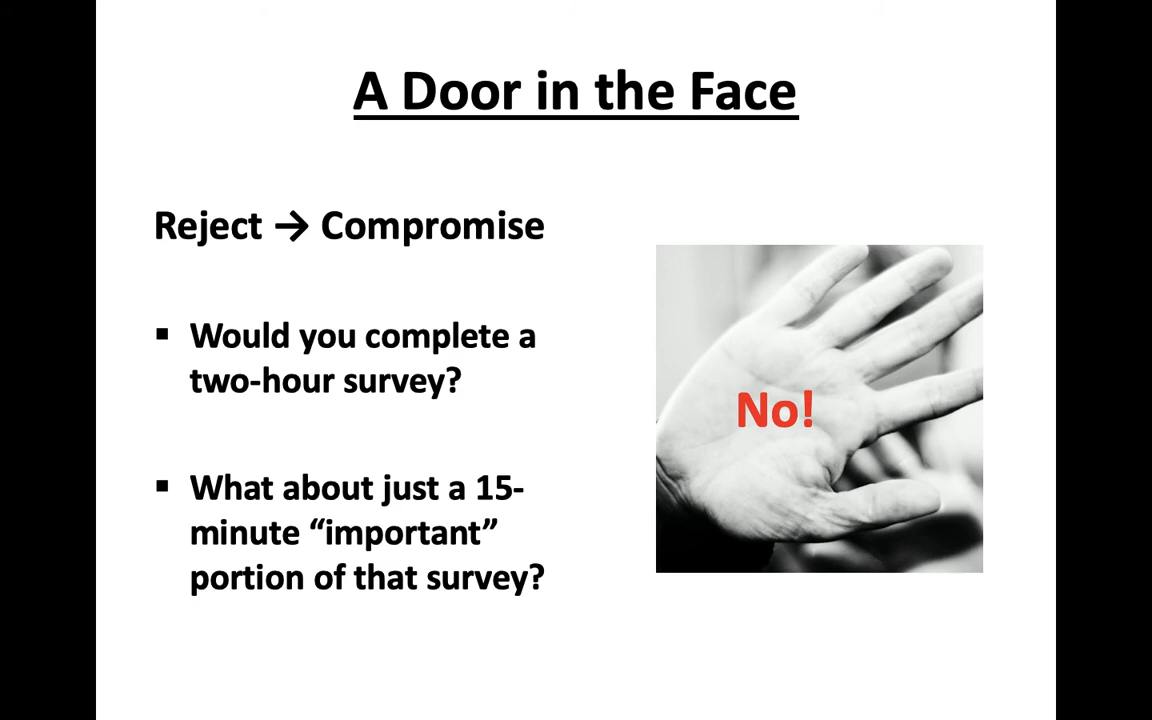 A Door in the Face
Reject → Compromise
▪ Would you complete a
two-hour survey?
No!
▪ What about just a 15-
minute “important”
portion of that survey?